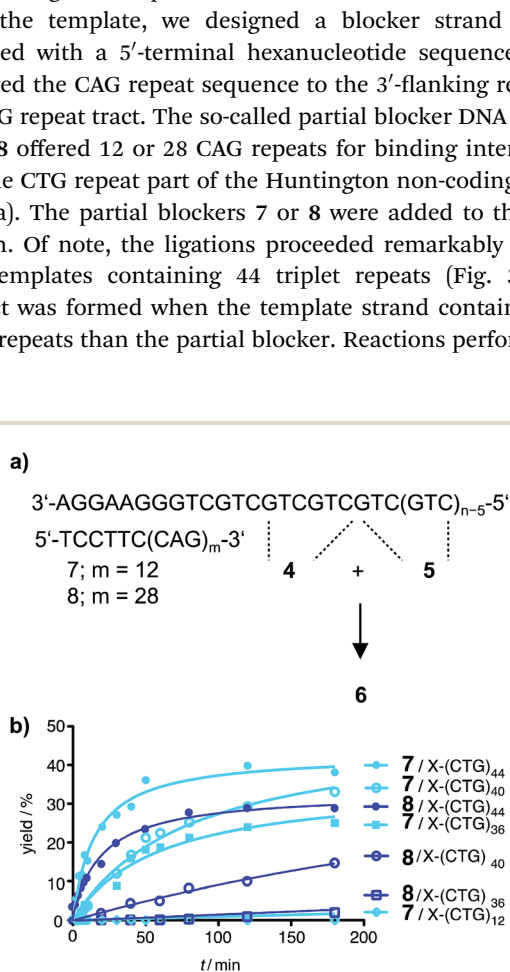 the template, we designed a blocker strand
ed with a 5′-terminal hexanucleotide sequence
red the CAG repeat sequence to the 3′-flanking re
G repeat tract. The so-called partial blocker DNA
8 offered 12 or 28 CAG repeats for binding inter
e CTG repeat part of the Huntington non-coding
a). The partial blockers 7 or 8 were added to th
n. Of note, the ligations proceeded remarkably
emplates containing 44 triplet repeats (Fig. 3
ct was formed when the template strand contain
repeats than the partial blocker. Reactions perfor
a)
3‘-AGGAAGGGTCGTCGTCGTCGTC(GTC)n–5-5‘
5‘-TCCTTC(CAG)m-3‘
7; m = 12
8; m = 28
4 + 5
6
b)
50
40
30
20
10
0
yield / %
0 50 100 150 200
t / min
7 / X-(CTG)44
7 / X-(CTG)40
8 / X-(CTG)44
7 / X-(CTG)36
8 /X-(CTG) 40
8 /X-(CTG) 36
7 / X-(CTG)12